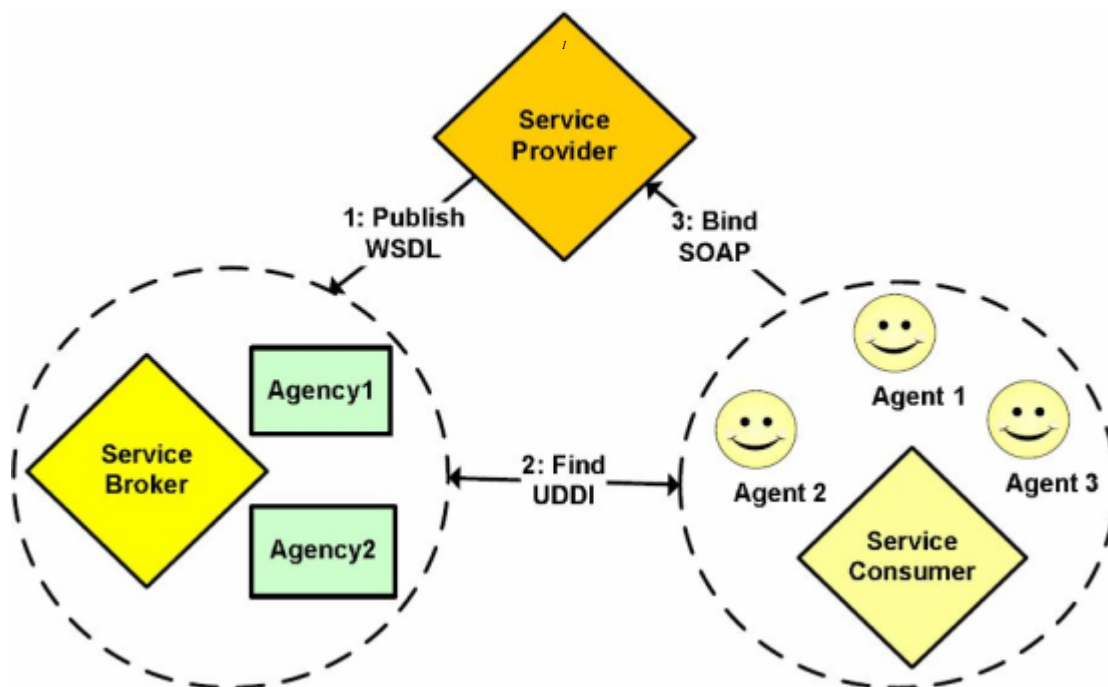 I
Service
Provider
1: Publish
WSDL
3: Bind
SOAP
Agency1
Service
Broker
Agency2
2: Find
UDDI
Agent 1
Agent 2
Agent 3
Service
Consumer